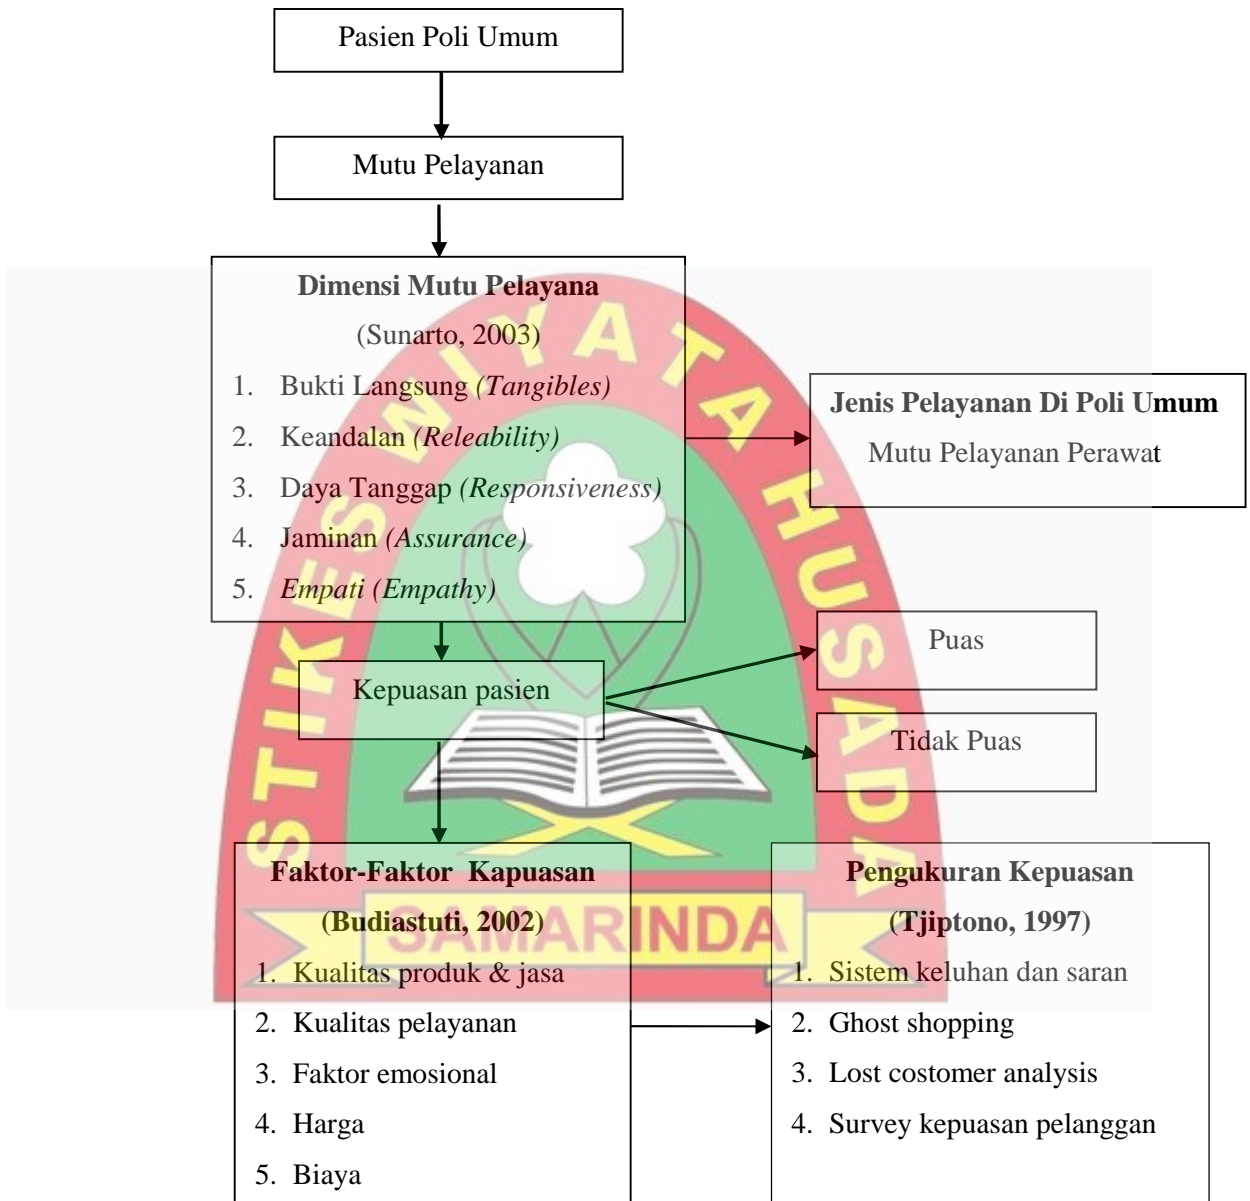 Pasien Poli Umum
Mutu Pelayanan
Dimensi Mutu Pelayana
(Sunarto, 2003)
1. Bukti Langsung (Tangibles)
2. Keandalan (Releability)
3. Daya Tanggap (Responsiveness)
4. Jaminan (Assurance)
5. Empati (Empathy)
Jenis Pelayanan Di Poli Umum
Mutu Pelayanan Perawat
Kepuasan pasien
Puas
Tidak Puas
Faktor-Faktor Kapuasan
(Budiastuti, 2002)
1. Kualitas produk & jasa
2. Kualitas pelayanan
3. Faktor emosional
4. Harga
5. Biaya
Pengukuran Kepuasan
(Tjiptono, 1997)
1. Sistem keluhan dan saran
2. Ghost shopping
3. Lost costomer analysis
4. Survey kepuasan pelanggan
STIKES WIYATA HUSADA
SAMARINDA